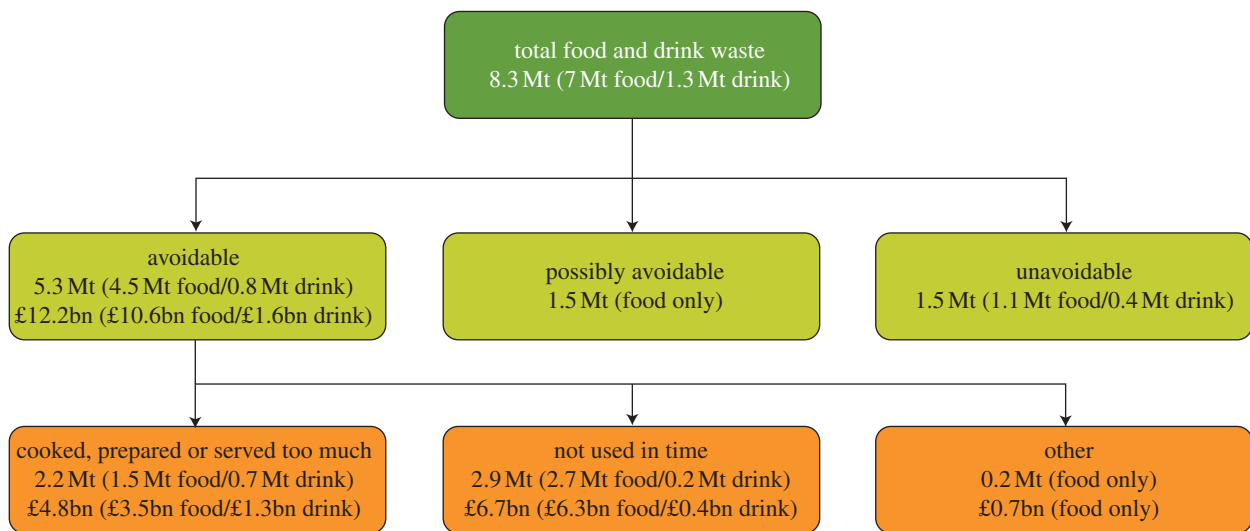 total food and drink waste
8.3 Mt (7 Mt food/1.3 Mt drink)
avoidable
5.3 Mt (4.5 Mt food/0.8 Mt drink)
£12.2bn (£10.6bn food/£1.6bn drink)
possibly avoidable
1.5 Mt (food only)
unavoidable
1.5 Mt (1.1 Mt food/0.4 Mt drink)
cooked, prepared or served too much
2.2 Mt (1.5 Mt food/0.7 Mt drink)
£4.8bn (£3.5bn food/£1.3bn drink)
not used in time
2.9 Mt (2.7 Mt food/0.2 Mt drink)
£6.7bn (£6.3bn food/£0.4bn drink)
other
0.2 Mt (food only)
£0.7bn (food only)